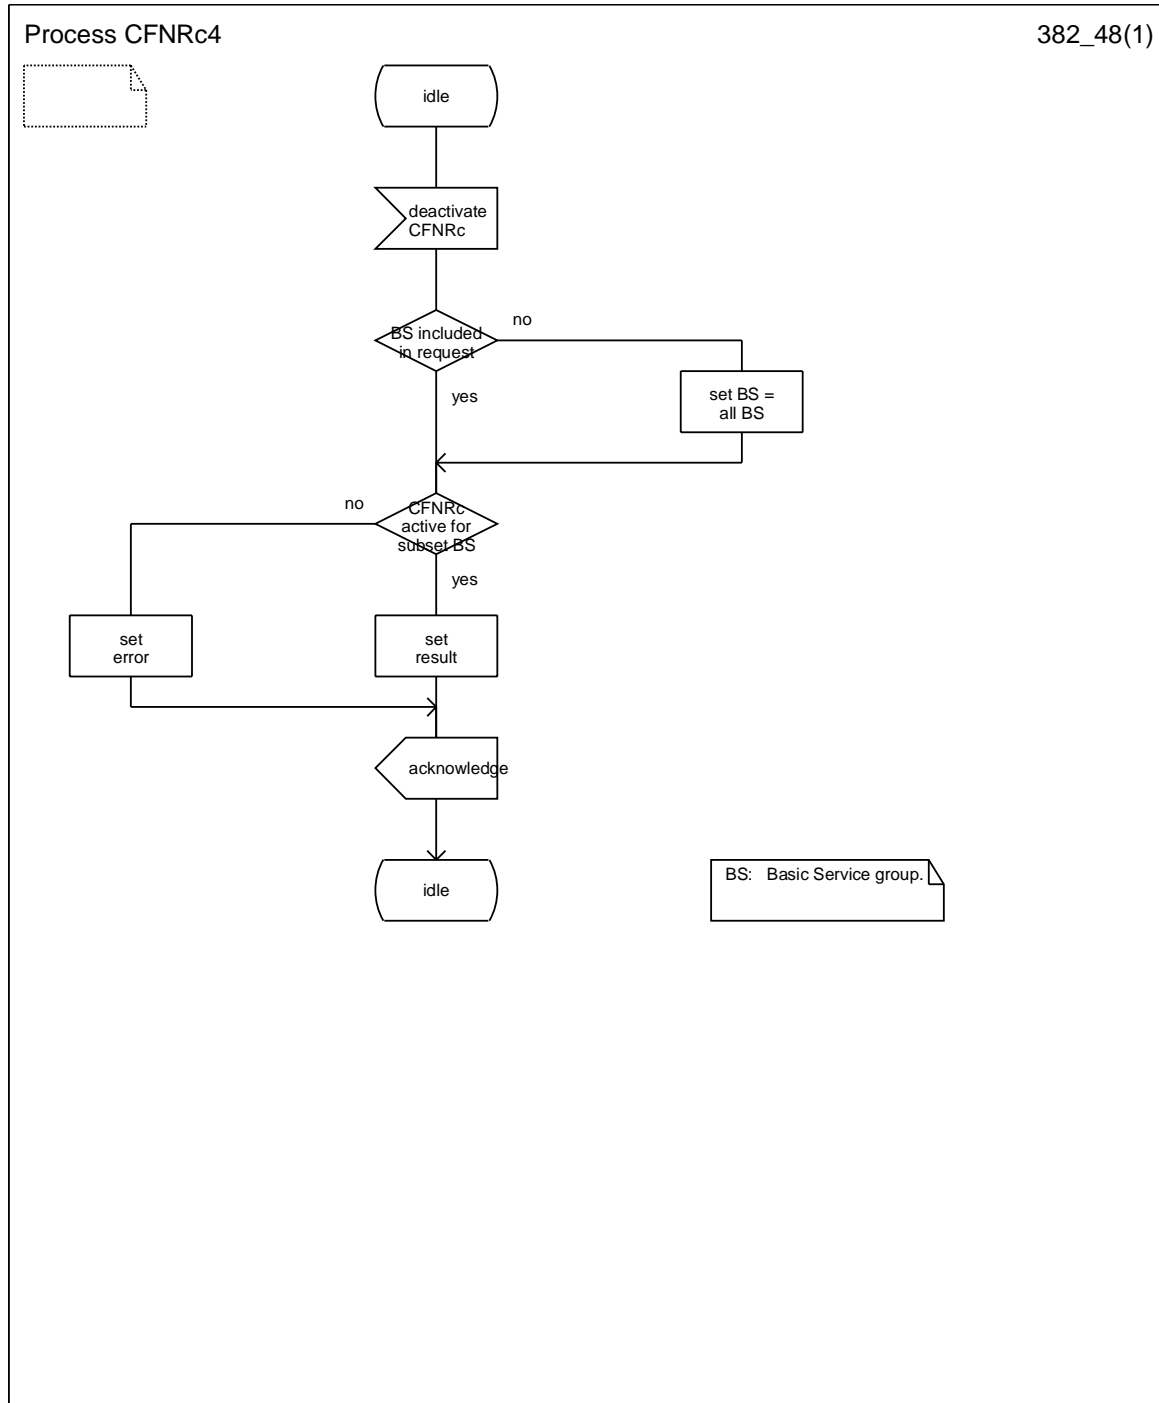 Process CFNRc4
382_48(1)
idle
deactivate
CFNRc
BS included
in request
no
yes
set BS =
all BS
no
CFNRc
active for
subset BS
yes
set
error
set
result
acknowledge
idle
BS: Basic Service group.